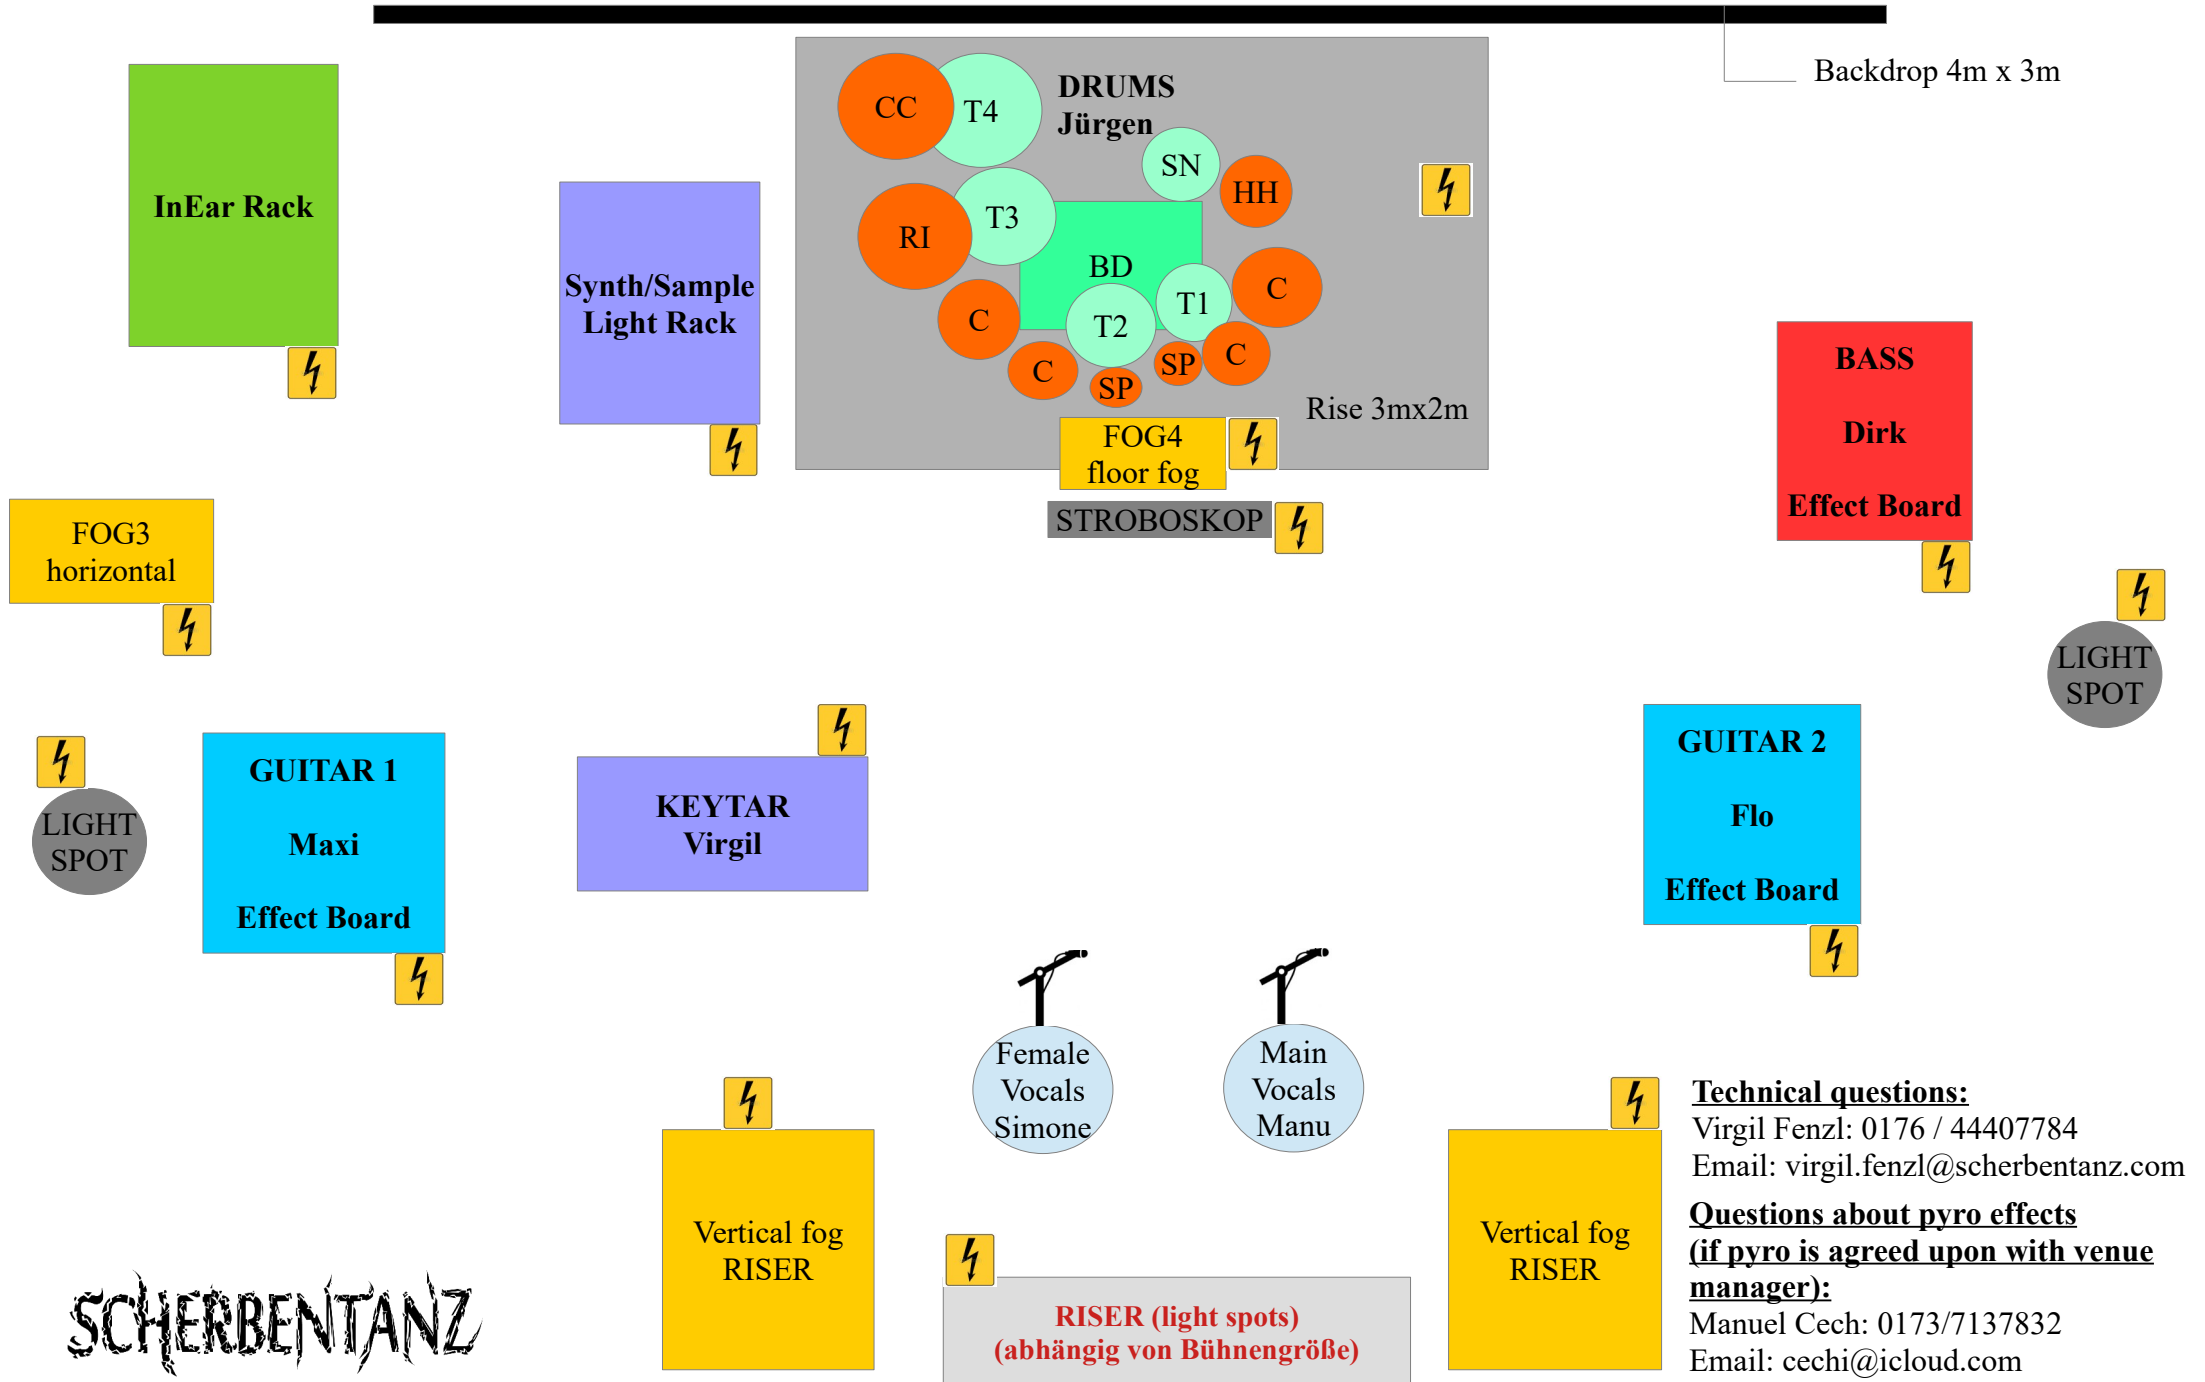 Backdrop 4m x 3m
InEar Rack
Synth/Sample
Light Rack
DRUMS
Jürgen
CC
T4
SN
HH
RI
T3
BD
C
T1
C
T2
C
SP
SP
C
Rise 3mx2m
FOG4
floor fog
STROBOSKOP
BASS
Dirk
Effect Board
FOG3
horizontal
LIGHT
SPOT
LIGHT
SPOT
GUITAR 1
Maxi
Effect Board
KEYTAR
Virgil
GUITAR 2
Flo
Effect Board
Female
Vocals
Simone
Main
Vocals
Manu
Vertical fog
RISER
RISER (light spots)
(abhängig von Bühnengröße)
Vertical fog
RISER
Technical questions:
Virgil Fenzl: 0176 / 44407784
Email: virgil.fenzl@scherbentanz.com
Questions about pyro effects
(if pyro is agreed upon with venue
manager):
Manuel Cech: 0173/7137832
Email: cechi@icloud.com
SCHERBENTANZ